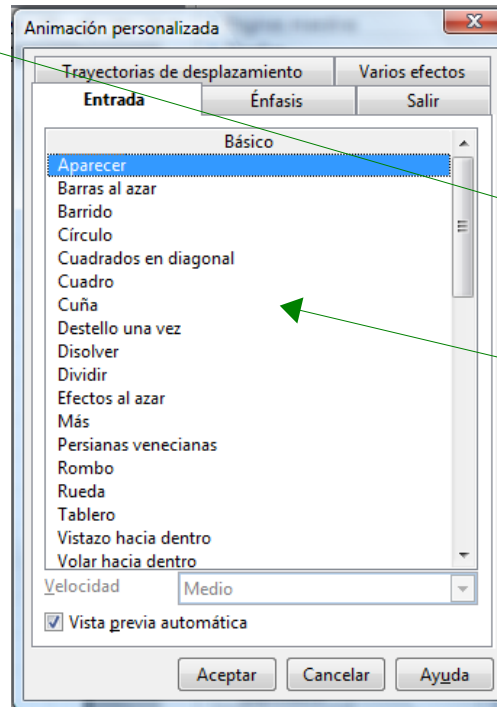 Animación personalizada
Trayectorias de desplazamiento Varios efectos
Entrada Énfasis Salir
Básico
Aparecer
Barras al azar
Barrido
Círculo
Cuadrados en diagonal
Cuadro
Cuña
Destello una vez
Disolver
Dividir
Efectos al azar
Más
Persianas venecianas
Rombo
Rueda
Tablero
Vistazo hacia dentro
Volar hacia dentro
Velocidad Medio
Vista previa automática
Aceptar Cancelar Ayuda